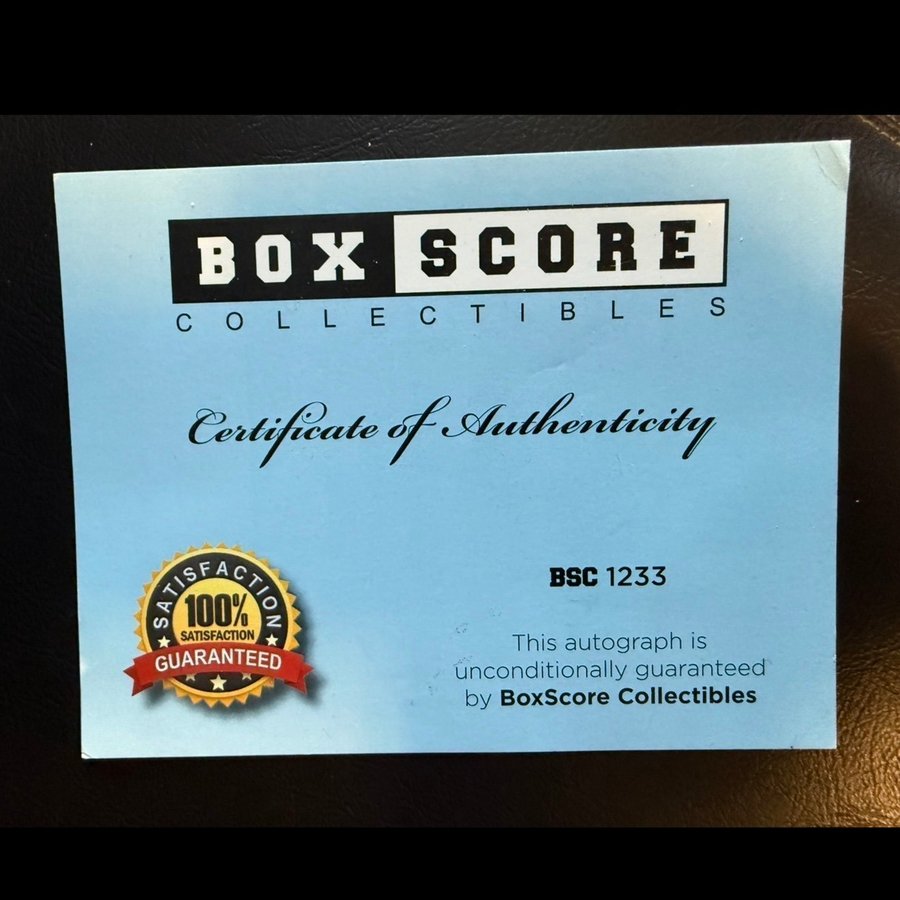 BOX SCORE
COLLECTIBLES
Certificate of Authenticity
SATISFACTION
100%
SATISFACTION
GUARANTEED
BSC 1233
This autograph is
unconditionally guaranteed
by BoxScore Collectibles